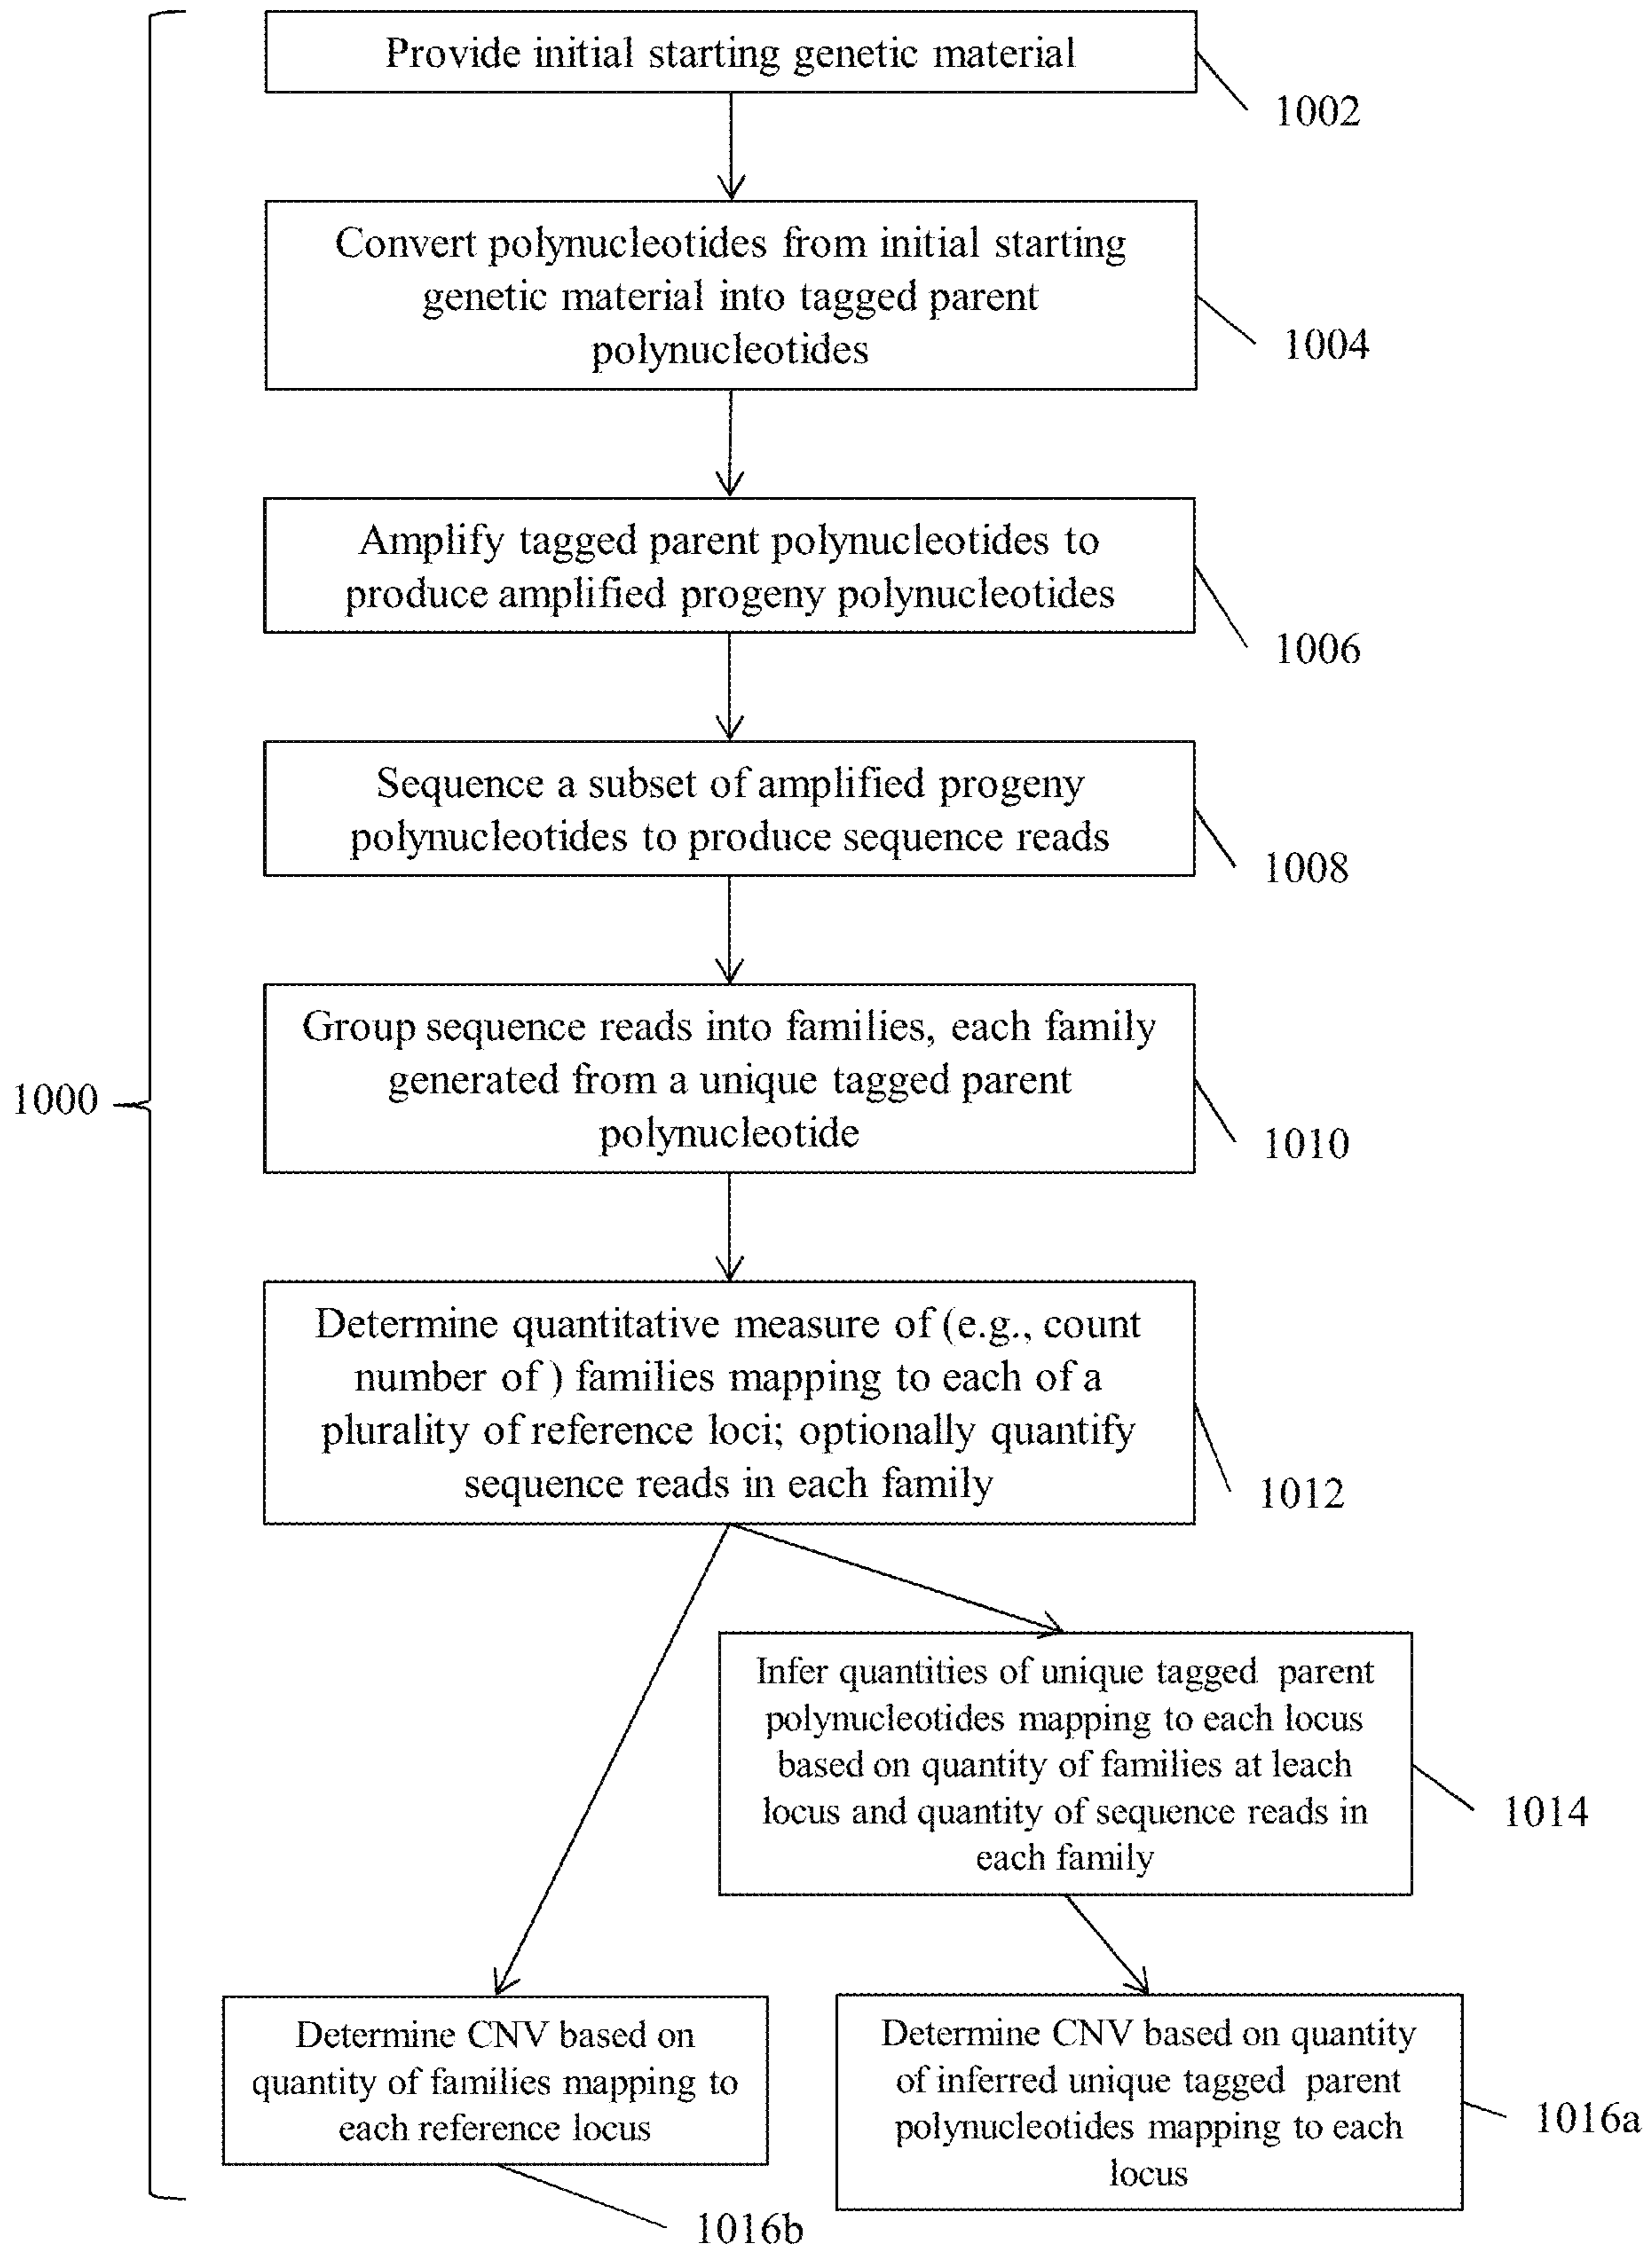 Provide initial starting genetic material
1002
Convert polynucleotides from initial starting
genetic material into tagged parent
polynucleotides
1004
Amplify tagged parent polynucleotides to
produce amplified progeny polynucleotides
1006
Sequence a subset of amplified progeny
polynucleotides to produce sequence reads
1008
Group sequence reads into families, each family
generated from a unique tagged parent
polynucleotide
1010
1000
Determine quantitative measure of (e.g., count
number of ) families mapping to each of a
plurality of reference loci; optionally quantify
sequence reads in each family
1012
Infer quantities of unique tagged parent
polynucleotides mapping to each locus
based on quantity of families at leach
locus and quantity of sequence reads in
each family
1014
Determine CNV based on
quantity of families mapping to
each reference locus
1016b
Determine CNV based on quantity
of inferred unique tagged parent
polynucleotides mapping to each
locus
1016a